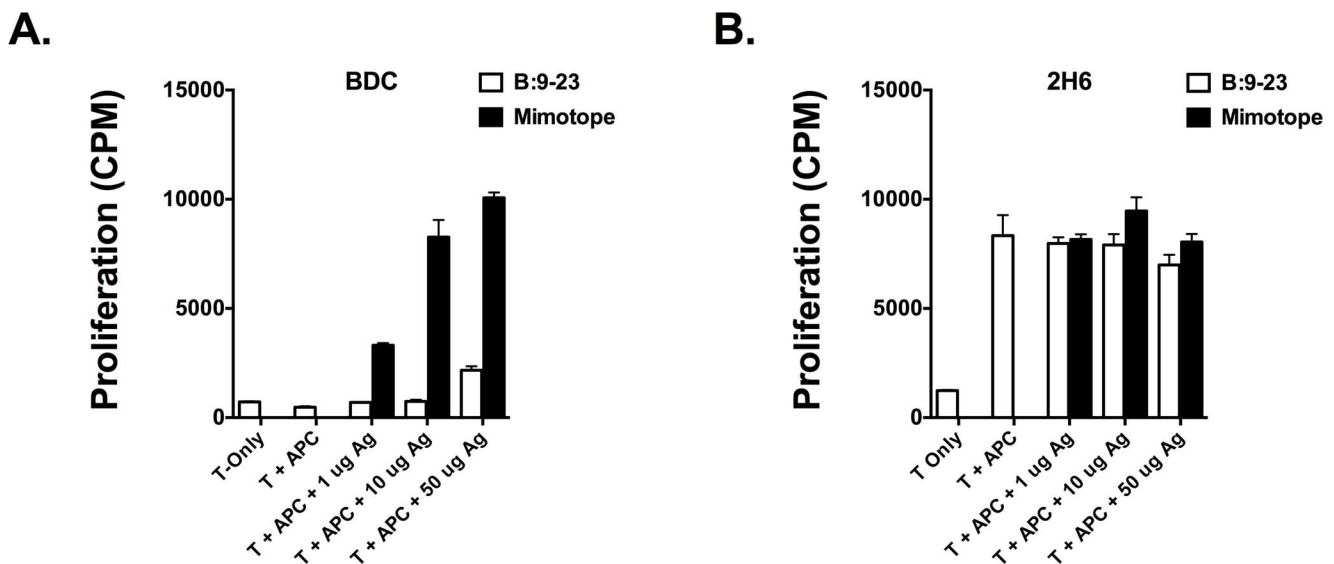 A.
BDC
B:9-23
Mimotope
Proliferation (CPM)
15000
10000
5000
0
T-Only
T + APC
T + APC + 1 ug Ag
T + APC + 10 ug Ag
T + APC + 50 ug Ag
B.
2H6
B:9-23
Mimotope
Proliferation (CPM)
15000
10000
5000
0
T Only
T + APC
T + APC + 1 ug Ag
T + APC + 10 ug Ag
T + APC + 50 ug Ag